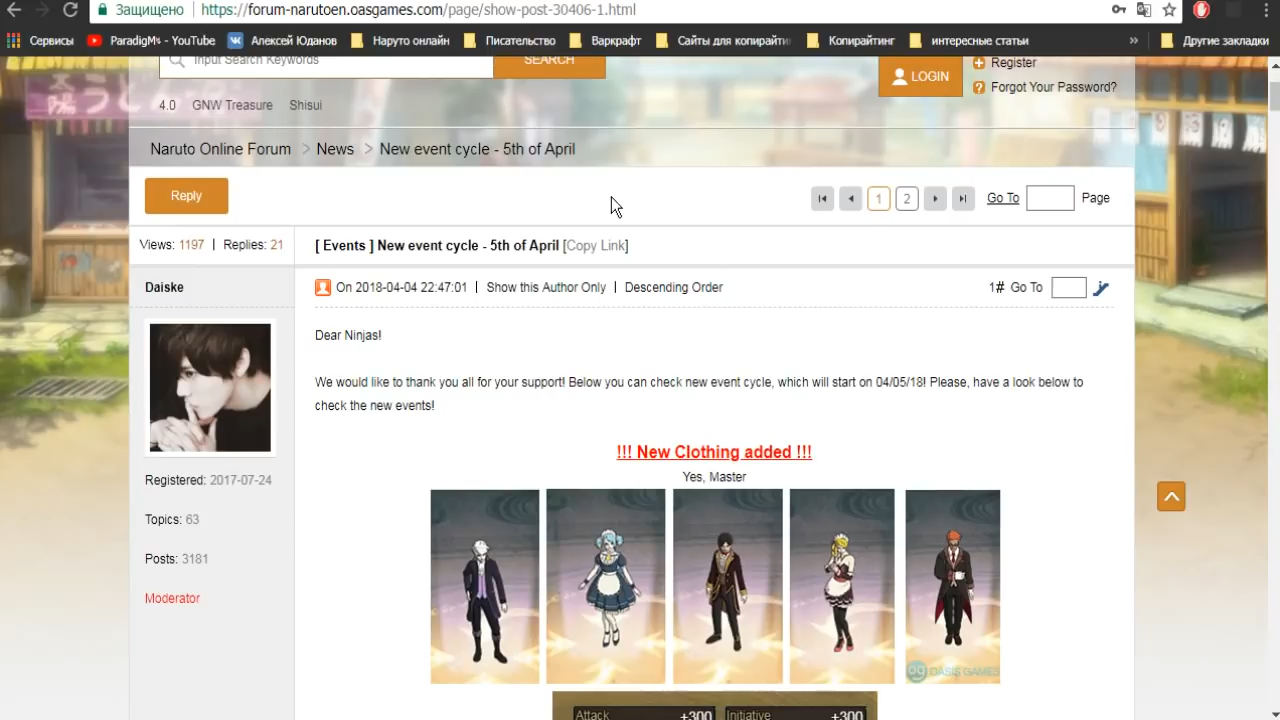 Защищено https://forum-narutoen.oasgames.com/page/show-post-30406-1.html
Сервисы ParadigMs - YouTube Алексей Юданов Наруто онлайн Писательство Варкрафт Сайты для копирайти Копирайтинг интересные статьи » Другие закладки
Input Search Keywords SEARCH
LOGIN
Register
Forgot Your Password?
4.0 GNW Treasure Shisui
Naruto Online Forum > News > New event cycle - 5th of April
Reply
1 2 Go To Page
Views: 1197 | Replies: 21
[ Events ] New event cycle - 5th of April [Copy Link]
Daiske
On 2018-04-04 22:47:01 | Show this Author Only | Descending Order
1# Go To
Dear Ninjas!
We would like to thank you all for your support! Below you can check new event cycle, which will start on 04/05/18! Please, have a look below to
check the new events!
!!! New Clothing added !!!
Yes, Master
Registered: 2017-07-24
Topics: 63
Posts: 3181
Moderator
og OASIS GAMES
Attack +300 Initiative +300